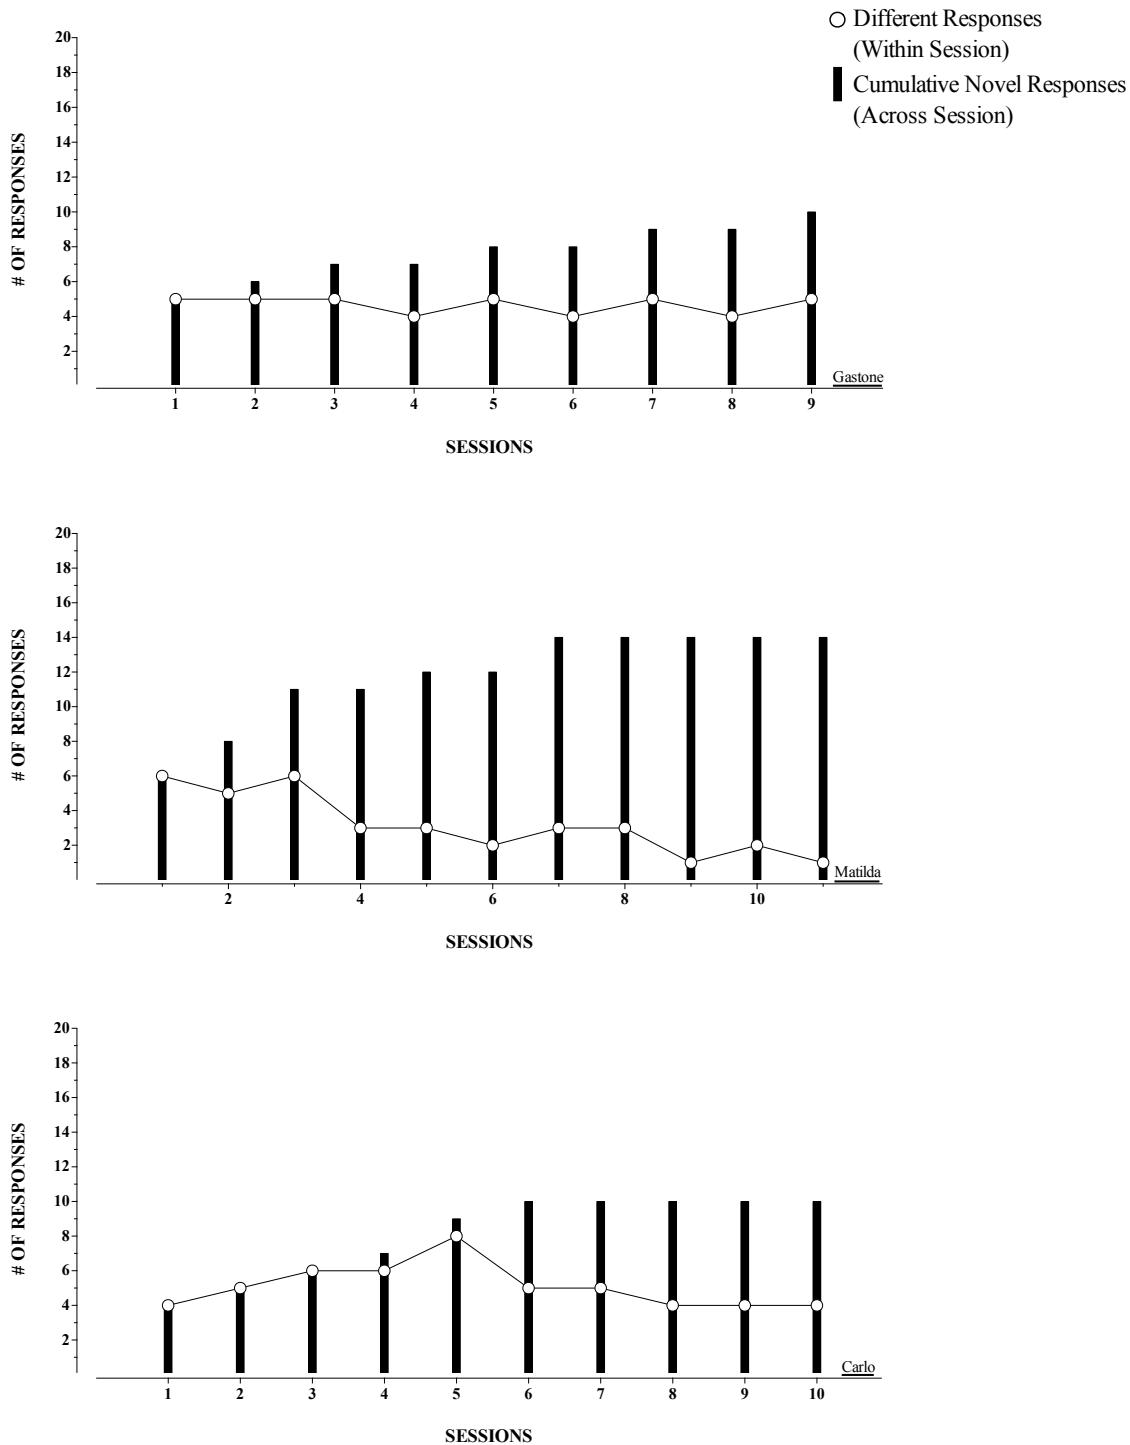 Different Responses
(Within Session)
Cumulative Novel Responses
(Across Session)
20
18
16
14
12
10
8
6
4
2
# OF RESPONSES
Gastone
1 2 3 4 5 6 7 8 9
SESSIONS
20
18
16
14
12
10
8
6
4
2
# OF RESPONSES
Matilda
2 4 6 8 10
SESSIONS
20
18
16
14
12
10
8
6
4
2
# OF RESPONSES
Carlo
1 2 3 4 5 6 7 8 9 10
SESSIONS